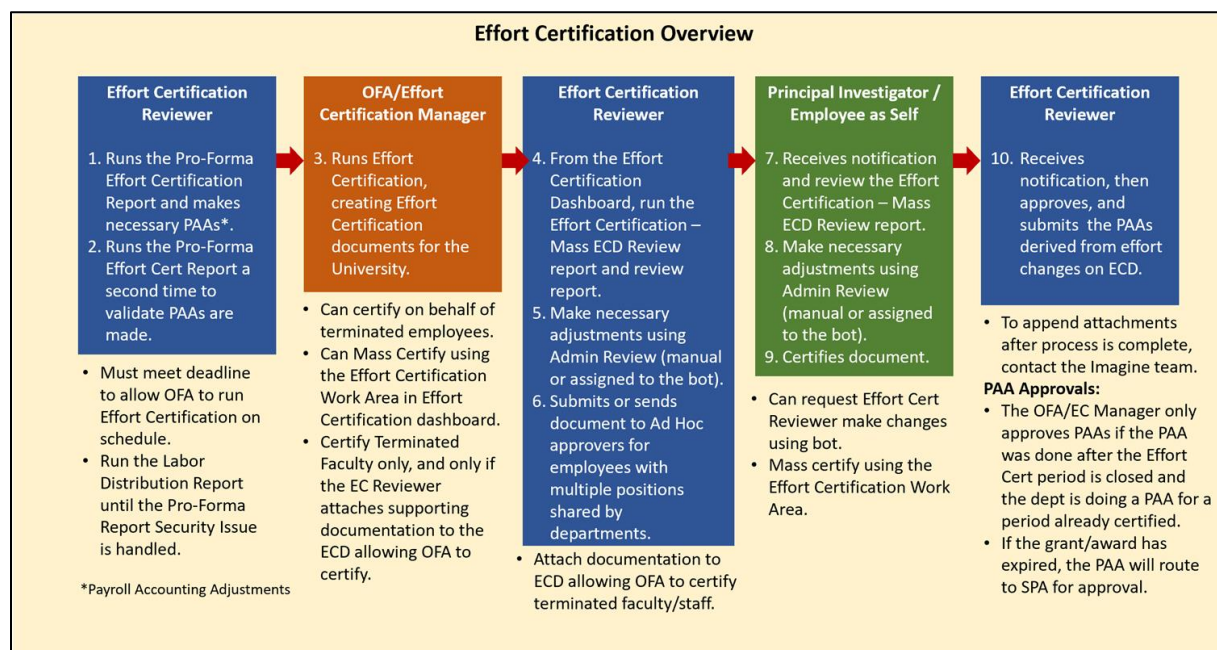 Effort Certification Overview
Effort Certification
Reviewer
1. Runs the Pro-Forma
Effort Certification
Report and makes
necessary PAAs*.
2. Runs the Pro-Forma
Effort Cert Report a
second time to
validate PAAs are
made.
• Must meet deadline
to allow OFA to run
Effort Certification on
schedule.
• Run the Labor
Distribution Report
until the Pro-Forma
Report Security Issue
is handled.
*Payroll Accounting Adjustments
OFA/Effort
Certification Manager
3. Runs Effort
Certification,
creating Effort
Certification
documents for the
University.
• Can certify on behalf of
terminated employees.
• Can Mass Certify using
the Effort Certification
Work Area in Effort
Certification dashboard.
• Certify Terminated
Faculty only, and only if
the EC Reviewer
attaches supporting
documentation to the
ECD allowing OFA to
certify.
Effort Certification
Reviewer
4. From the Effort
Certification
Dashboard, run the
Effort Certification –
Mass ECD Review
report and review
report.
5. Make necessary
adjustments using
Admin Review (manual
or assigned to the bot).
6. Submits or sends
document to Ad Hoc
approvers for
employees with
multiple positions
shared by
departments.
• Attach documentation to
ECD allowing OFA to certify
terminated faculty/staff.
Principal Investigator /
Employee as Self
7. Receives notification
and review the Effort
Certification – Mass
ECD Review report.
8. Make necessary
adjustments using
Admin Review
(manual or assigned
to the bot).
9. Certifies document.
• Can request Effort Cert
Reviewer make changes
using bot.
• Mass certify using the
Effort Certification Work
Area.
Effort Certification
Reviewer
10. Receives
notification, then
approves, and
submits the PAAs
derived from effort
changes on ECD.
• To append attachments
after process is complete,
contact the Imagine team.
PAA Approvals:
• The OFA/EC Manager only
approves PAAs if the PAA
was done after the Effort
Cert period is closed and
the dept is doing a PAA for a
period already certified.
• If the grant/award has
expired, the PAA will route
to SPA for approval.